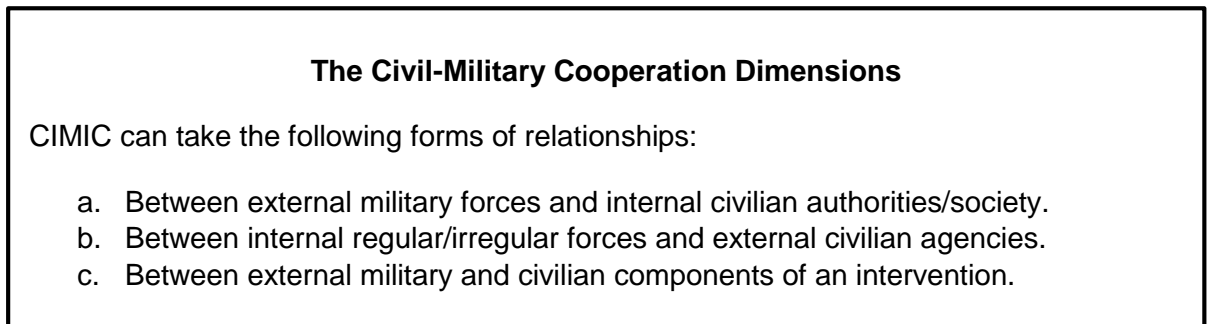 The Civil-Military Cooperation Dimensions
CIMIC can take the following forms of relationships:
a. Between external military forces and internal civilian authorities/society.
b. Between internal regular/irregular forces and external civilian agencies.
c. Between external military and civilian components of an intervention.